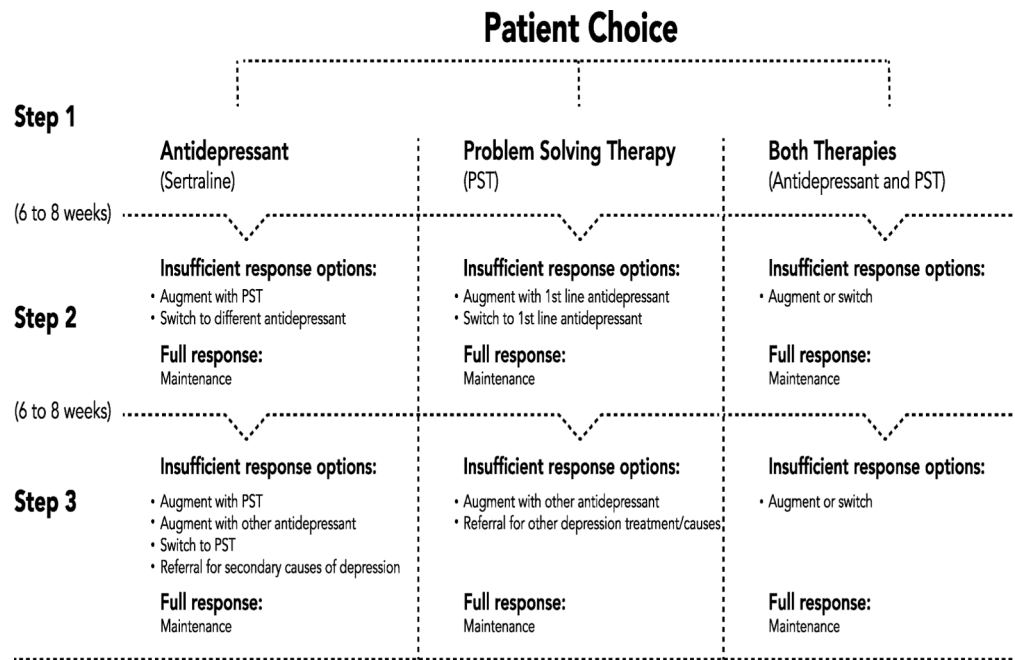 Patient Choice
Step 1
Antidepressant
(Sertraline)
Problem Solving Therapy
(PST)
Both Therapies
(Antidepressant and PST)
(6 to 8 weeks)
Step 2
Insufficient response options:
• Augment with PST
• Switch to different antidepressant
Full response:
Maintenance
Insufficient response options:
• Augment with 1st line antidepressant
• Switch to 1st line antidepressant
Full response:
Maintenance
Insufficient response options:
• Augment or switch
Full response:
Maintenance
(6 to 8 weeks)
Step 3
Insufficient response options:
• Augment with PST
• Augment with other antidepressant
• Switch to PST
• Referral for secondary causes of depression
Full response:
Maintenance
Insufficient response options:
• Augment with other antidepressant
• Referral for other depression treatment/causes
Full response:
Maintenance
Insufficient response options:
• Augment or switch
Full response:
Maintenance